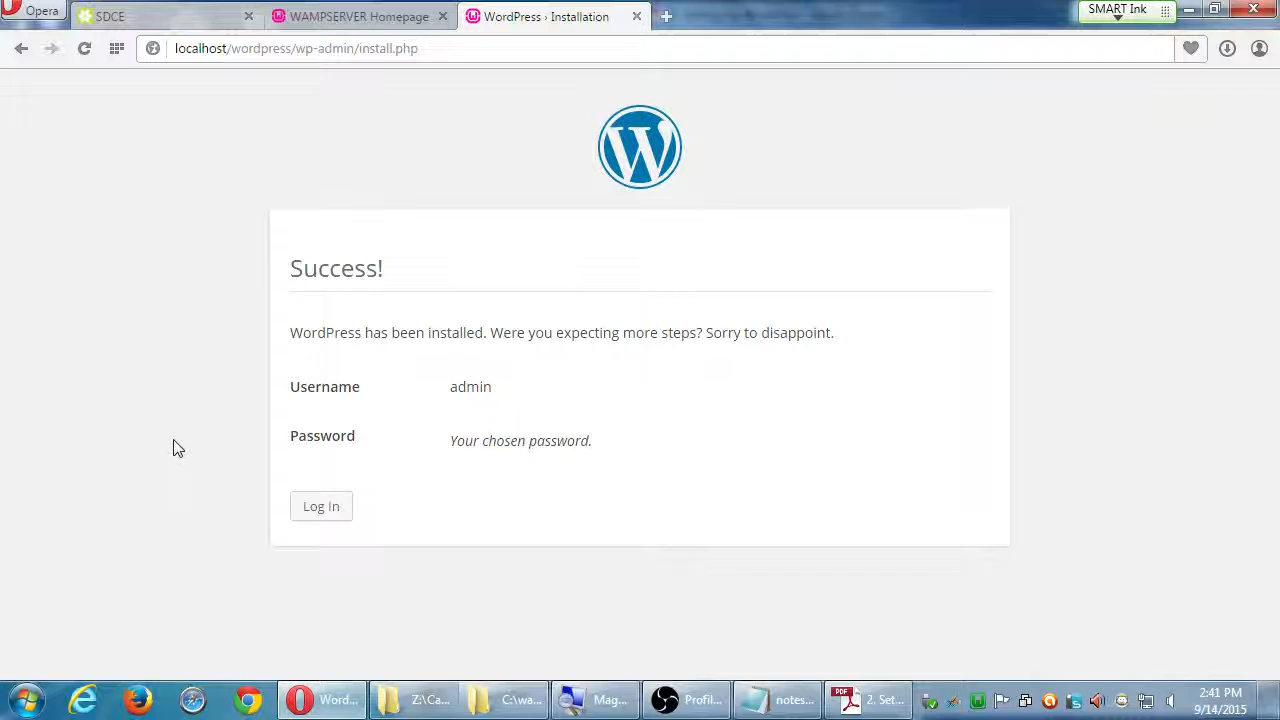 Opera
SDCE
WAMPSERVER Homepage
WordPress › Installation
SMART Ink
localhost/wordpress/wp-admin/install.php
Success!
WordPress has been installed. Were you expecting more steps? Sorry to disappoint.
Username admin
Password Your chosen password.
Log In
Word...
Z:\Ca...
C:\wa...
Mag...
Profil...
notes...
PDF
2. Set...
2:41 PM
9/14/2015